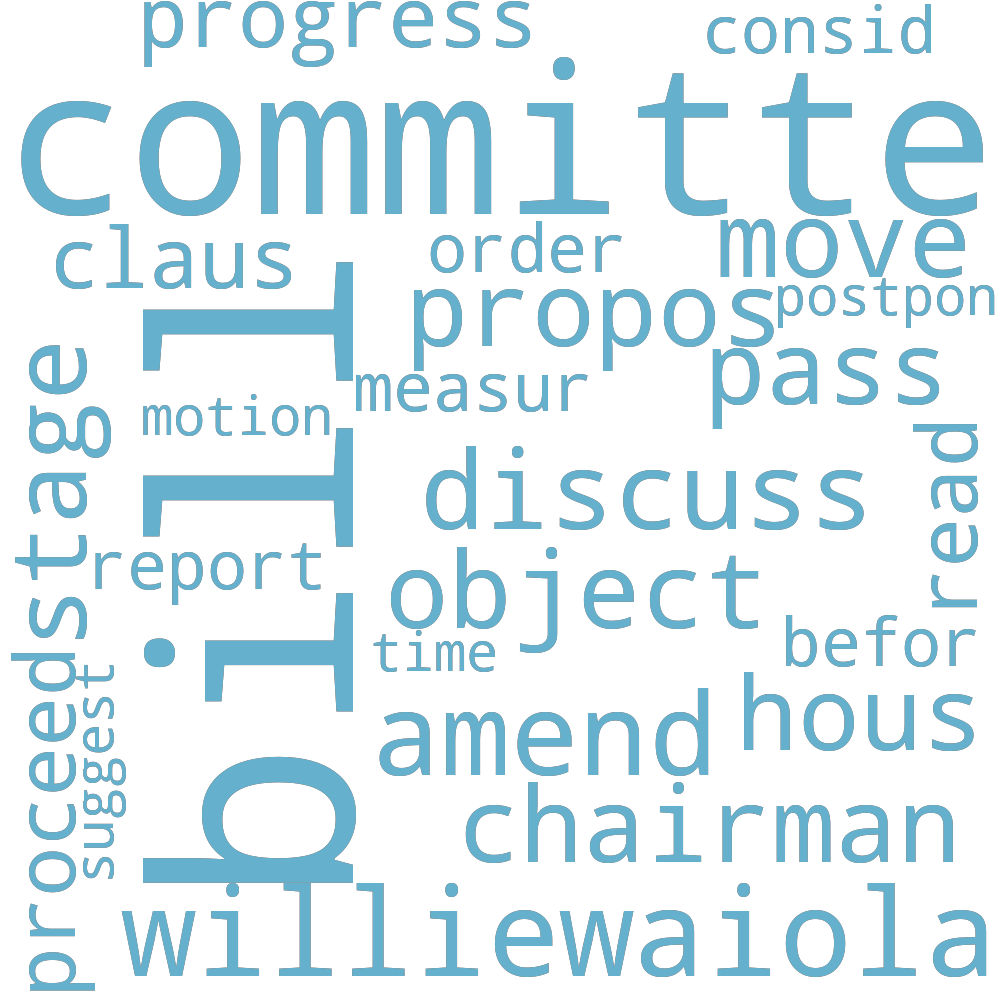 progress
consid
committe
claus
order
move
propos
postpon
pass
measur
motion
stage
bill
read
discuss
report
object
time
befor
proceed
suggest
amend
hous
chairman
williewaiola